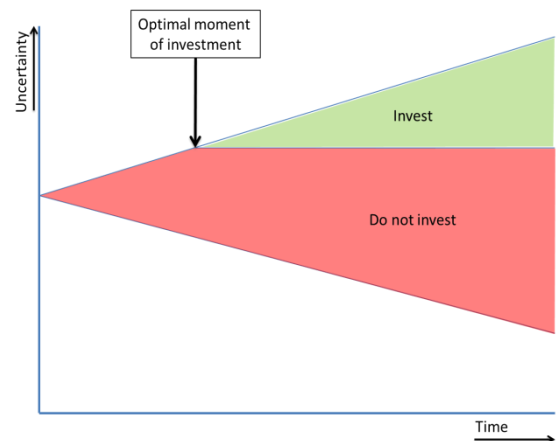 Optimal moment
of investment
Uncertainty
Invest
Do not invest
Time